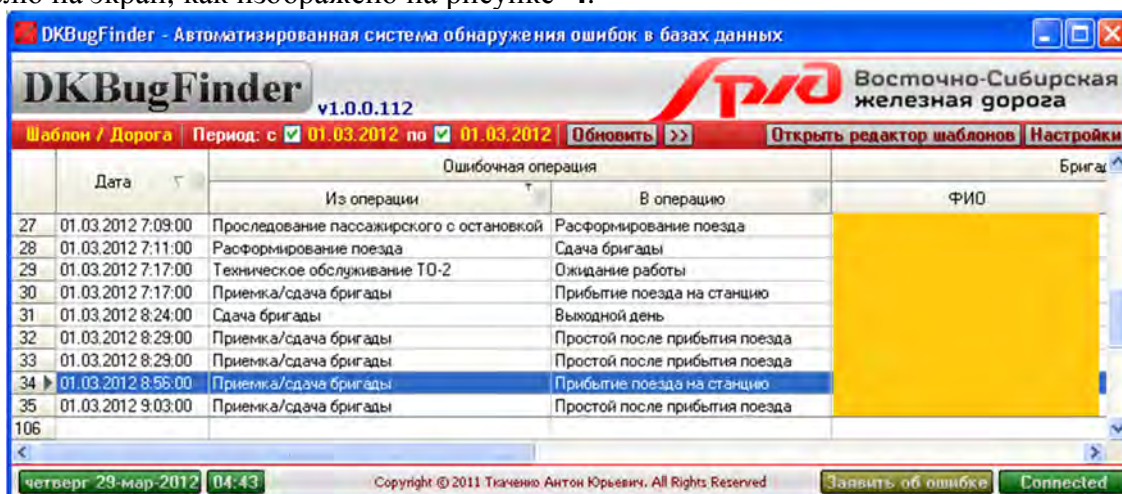 на экран, как изображено на рисунке 4.
DKBugFinder - Автоматизированная система обнаружения ошибок в базах данных
DKBugFinder v1.0.0.112 РЖД Восточно-Сибирская железная дорога
Шаблон / Дорога Период: с 01.03.2012 по 01.03.2012 Обновить >> Открыть редактор шаблонов Настройки
Дата Ошибочная операция
Из операции В операцию ФИО
27 01.03.2012 7:09:00 Проследование пассажирского с остановкой Расформирование поезда
28 01.03.2012 7:11:00 Расформирование поезда Сдача бригады
29 01.03.2012 7:17:00 Техническое обслуживание ТО-2 Ожидание работы
30 01.03.2012 7:17:00 Приемка/сдача бригады Прибытие поезда на станцию
31 01.03.2012 8:24:00 Сдача бригады Выходной день
32 01.03.2012 8:29:00 Приемка/сдача бригады Простой после прибытия поезда
33 01.03.2012 8:29:00 Приемка/сдача бригады Простой после прибытия поезда
34 01.03.2012 8:56:00 Приемка/сдача бригады Прибытие поезда на станцию
35 01.03.2012 9:03:00 Приемка/сдача бригады Простой после прибытия поезда
106
четверг 29-мар-2012 04:43 Copyright © 2011 Ткаченко Антон Юрьевич. All Rights Reserved Заявить об ошибке Connected